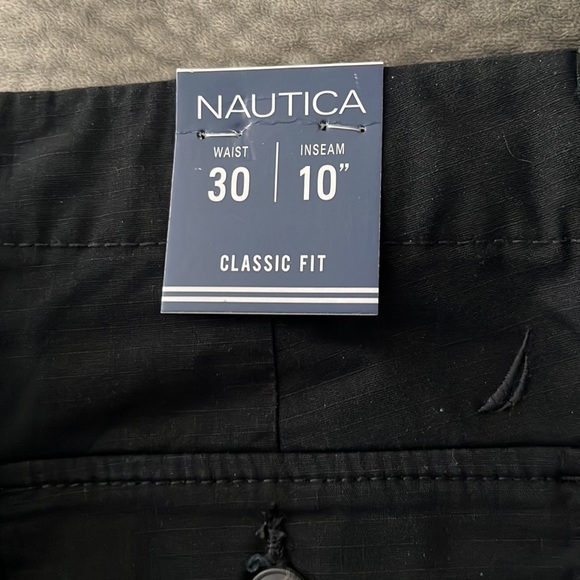 NAUTICA
WAIST INSEAM
30 10”
CLASSIC FIT